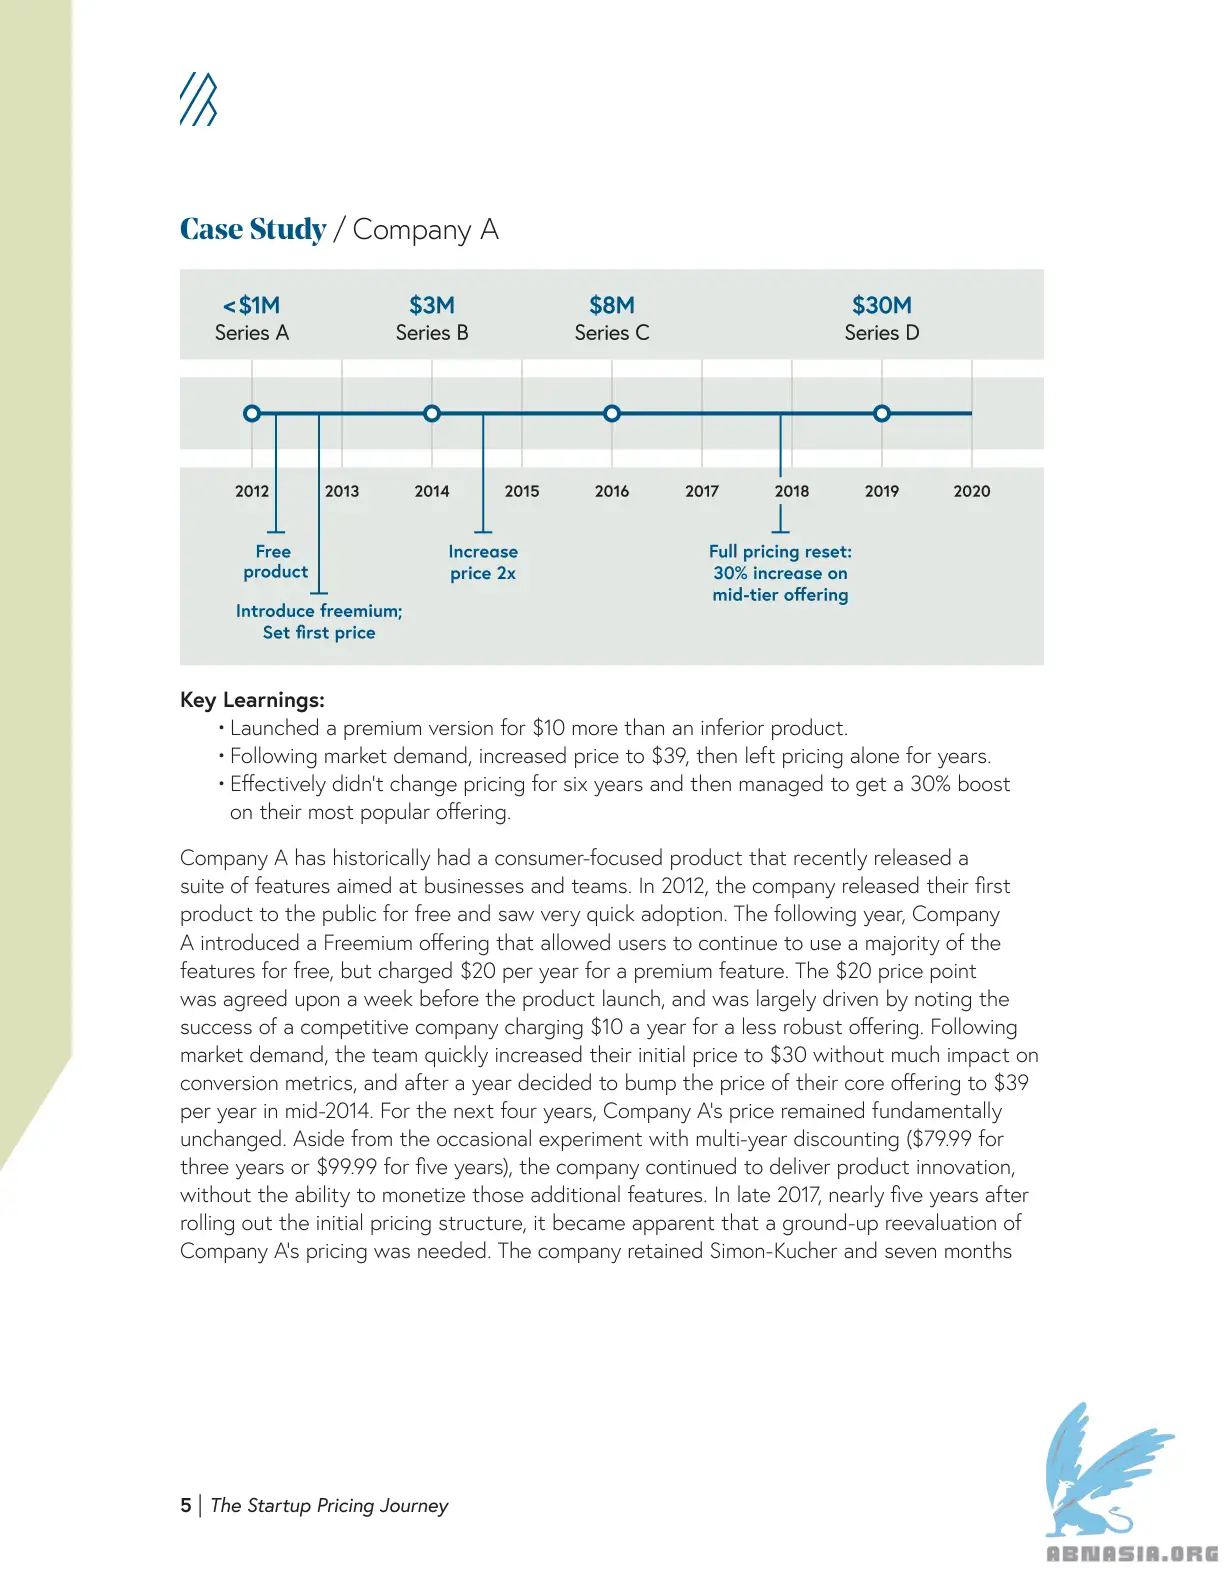 Case Study / Company A
<$1M $3M $8M $30M
Series A Series B Series C Series D
2012 2013 2014 2015 2016 2017 2018 2019 2020
Free
product
Introduce freemium;
Set first price
Increase
price 2x
Full pricing reset:
30% increase on
mid-tier offering
Key Learnings:
• Launched a premium version for $10 more than an inferior product.
• Following market demand, increased price to $39, then left pricing alone for years.
• Effectively didn't change pricing for six years and then managed to get a 30% boost
on their most popular offering.
Company A has historically had a consumer-focused product that recently released a
suite of features aimed at businesses and teams. In 2012, the company released their first
product to the public for free and saw very quick adoption. The following year, Company
A introduced a Freemium offering that allowed users to continue to use a majority of the
features for free, but charged $20 per year for a premium feature. The $20 price point
was agreed upon a week before the product launch, and was largely driven by noting the
success of a competitive company charging $10 a year for a less robust offering. Following
market demand, the team quickly increased their initial price to $30 without much impact on
conversion metrics, and after a year decided to bump the price of their core offering to $39
per year in mid-2014. For the next four years, Company A's price remained fundamentally
unchanged. Aside from the occasional experiment with multi-year discounting ($79.99 for
three years or $99.99 for five years), the company continued to deliver product innovation,
without the ability to monetize those additional features. In late 2017, nearly five years after
rolling out the initial pricing structure, it became apparent that a ground-up reevaluation of
Company A's pricing was needed. The company retained Simon-Kucher and seven months
5 | The Startup Pricing Journey
ABNASIA.ORG